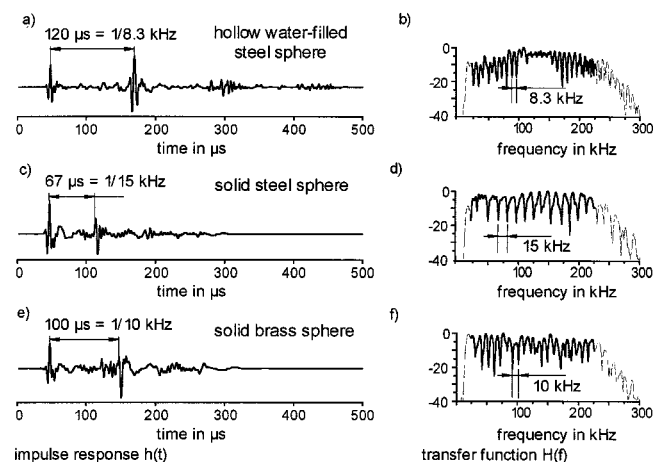 a)
120 µs = 1/8.3 kHz
hollow water-filled
steel sphere
0 100 200 300 400 500
time in µs
b)
0
-20
-40
8.3 kHz
100 200 300
frequency in kHz
c)
67 µs = 1/15 kHz
solid steel sphere
0 100 200 300 400 500
time in µs
d)
0
-20
-40
15 kHz
100 200 300
frequency in kHz
e)
100 µs = 1/10 kHz
solid brass sphere
0 100 200 300 400 500
time in µs
f)
0
-20
-40
10 kHz
100 200 300
frequency in kHz
impulse response h(t)
transfer function H(f)